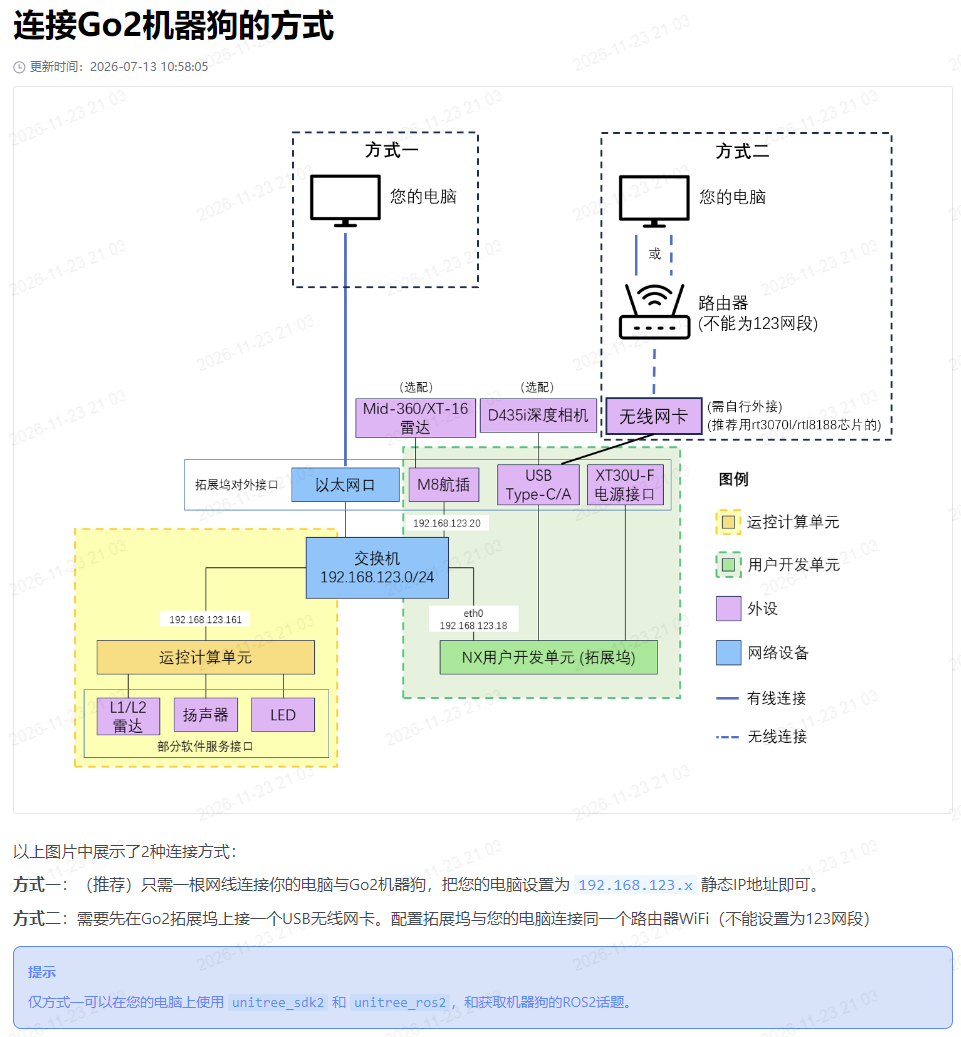 连接Go2机器狗的方式
更新时间：2026-07-13 10:58:05
方式一
您的电脑
方式二
您的电脑
或
路由器
(不能为123网段)
(选配)
(选配)
Mid-360/XT-16
雷达
D435i深度相机
无线网卡
(需自行外接)
(推荐用rt3070l/rtl8188芯片的)
拓展坞对外接口
以太网口
M8航插
USB
Type-C/A
XT30U-F
电源接口
图例
192.168.123.20
运控计算单元
交换机
192.168.123.0/24
用户开发单元
192.168.123.161
eth0
192.168.123.18
外设
运控计算单元
NX用户开发单元 (拓展坞)
网络设备
L1/L2
雷达
扬声器
LED
有线连接
部分软件服务接口
无线连接
以上图片中展示了2种连接方式：
方式一：（推荐）只需一根网线连接你的电脑与Go2机器狗，把您的电脑设置为 192.168.123.x 静态IP地址即可。
方式二：需要先在Go2拓展坞上接一个USB无线网卡。配置拓展坞与您的电脑连接同一个路由器WiFi（不能设置为123网段）
提示
仅方式一可以在您的电脑上使用 unitree_sdk2 和 unitree_ros2，和获取机器狗的ROS2话题。
2026-11-23 21:03